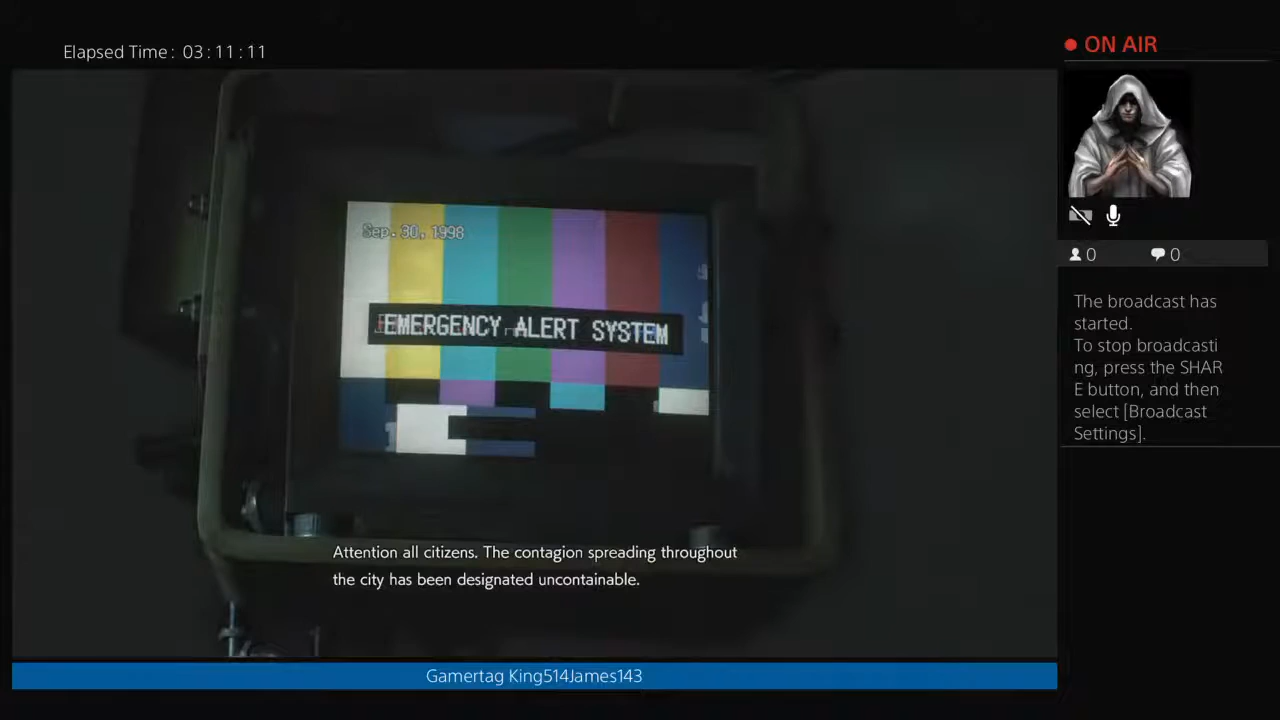 Elapsed Time: 03:11:11
ON AIR
Sep. 30, 1998
EMERGENCY ALERT SYSTEM
0
0
The broadcast has
started.
To stop broadcasti
ng, press the SHAR
E button, and then
select [Broadcast
Settings].
Attention all citizens. The contagion spreading throughout
the city has been designated uncontainable.
Gamertag King514James143